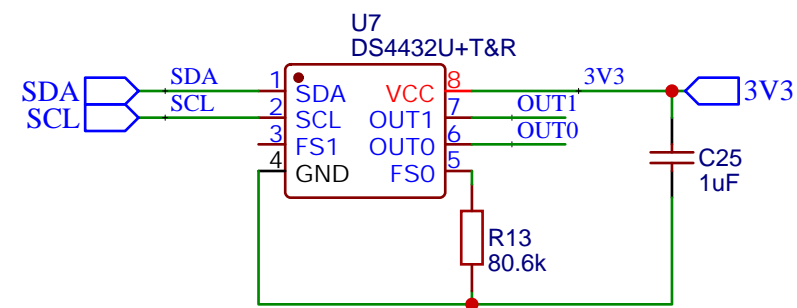 U7
DS4432U+T&R
SDA
SCL
SDA
SCL
1
2
3
4
SDA
SCL
FS1
GND
VCC
OUT1
OUT0
FS0
8
7
6
5
3V3
OUT1
OUT0
3V3
C25
1uF
R13
80.6k